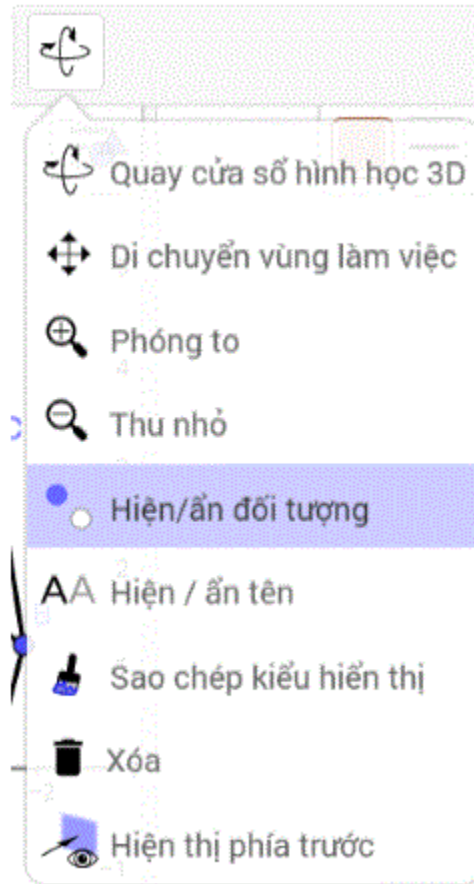 Quay cửa sổ hình học 3D
Di chuyển vùng làm việc
Phóng to
Thu nhỏ
Hiện/ẩn đối tượng
AA Hiện / ẩn tên
Sao chép kiểu hiển thị
Xóa
Hiện thị phía trước